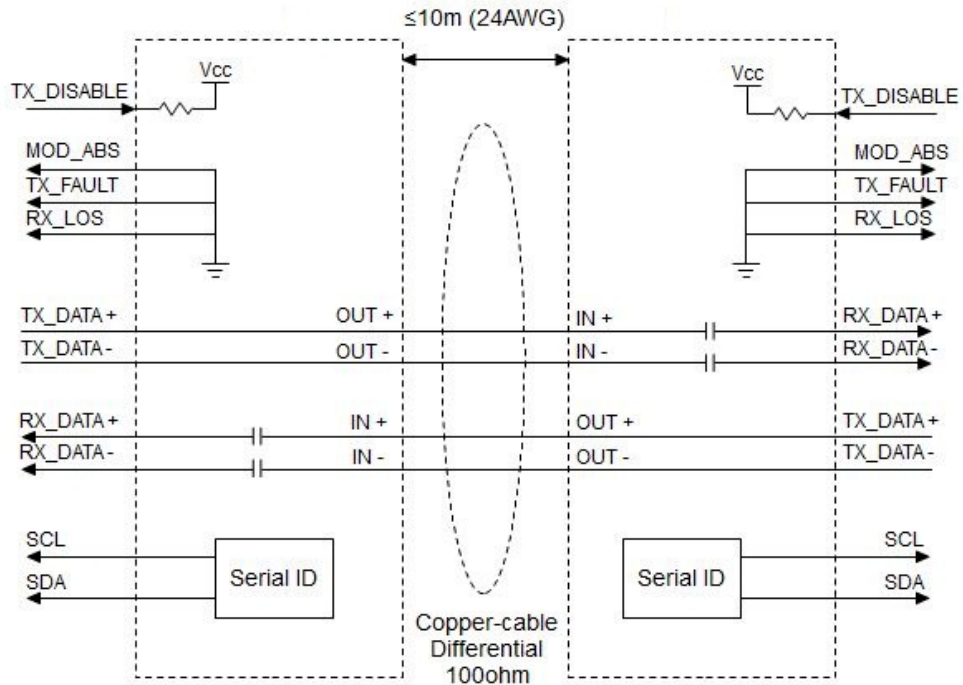 ≤10m (24AWG)
Vcc
Vcc
TX_DISABLE
TX_DISABLE
MOD_ABS
MOD_ABS
TX_FAULT
TX_FAULT
RX_LOS
RX_LOS
TX_DATA+
OUT +
IN +
RX_DATA+
TX_DATA-
OUT -
IN -
RX_DATA-
RX_DATA+
IN +
OUT +
TX_DATA+
RX_DATA-
IN -
OUT -
TX_DATA-
SCL
SCL
Serial ID
Serial ID
SDA
SDA
Copper-cable
Differential
100ohm